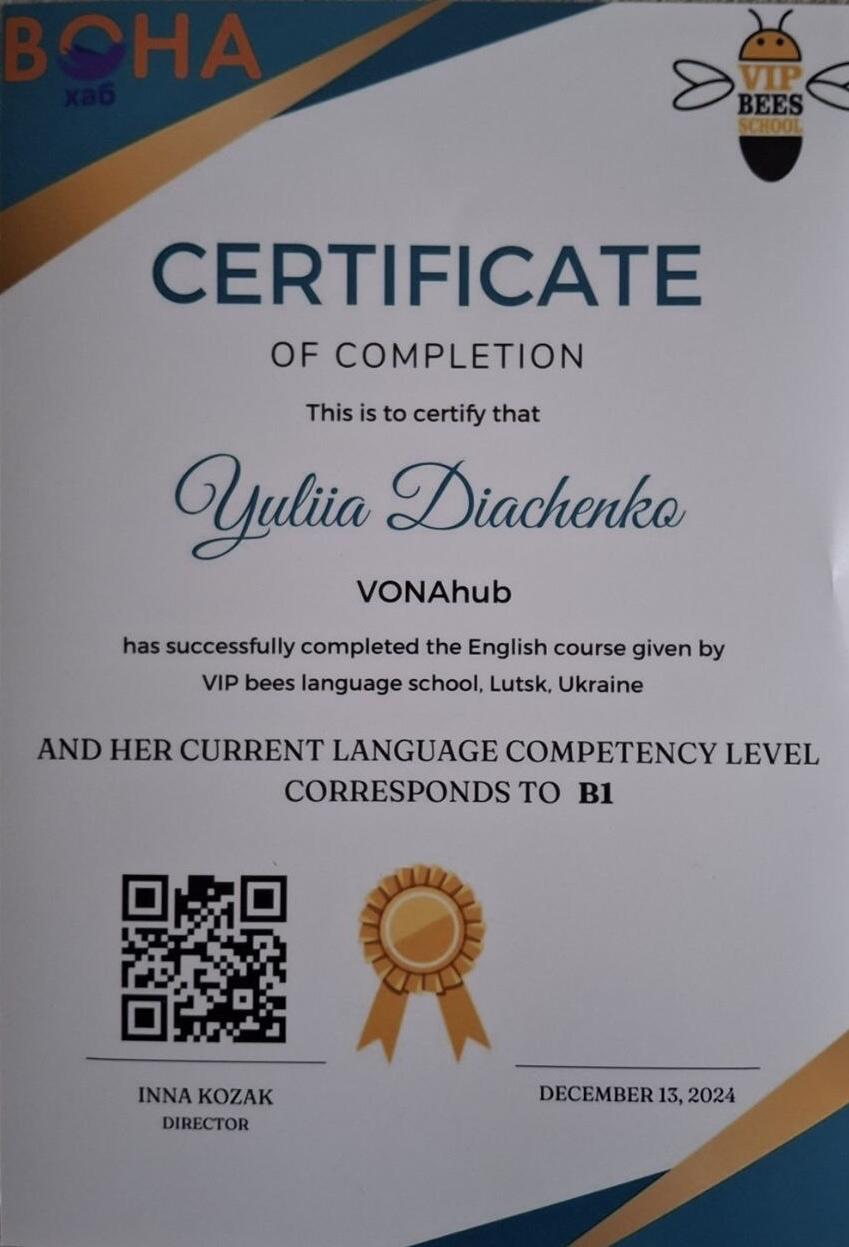 ВОНА
хаб
VIP
BEES
SCHOOL
CERTIFICATE
OF COMPLETION
This is to certify that
Yuliia Diachenko
VONAhub
has successfully completed the English course given by
VIP bees language school, Lutsk, Ukraine
AND HER CURRENT LANGUAGE COMPETENCY LEVEL
CORRESPONDS TO B1
INNA KOZAK
DIRECTOR
DECEMBER 13, 2024